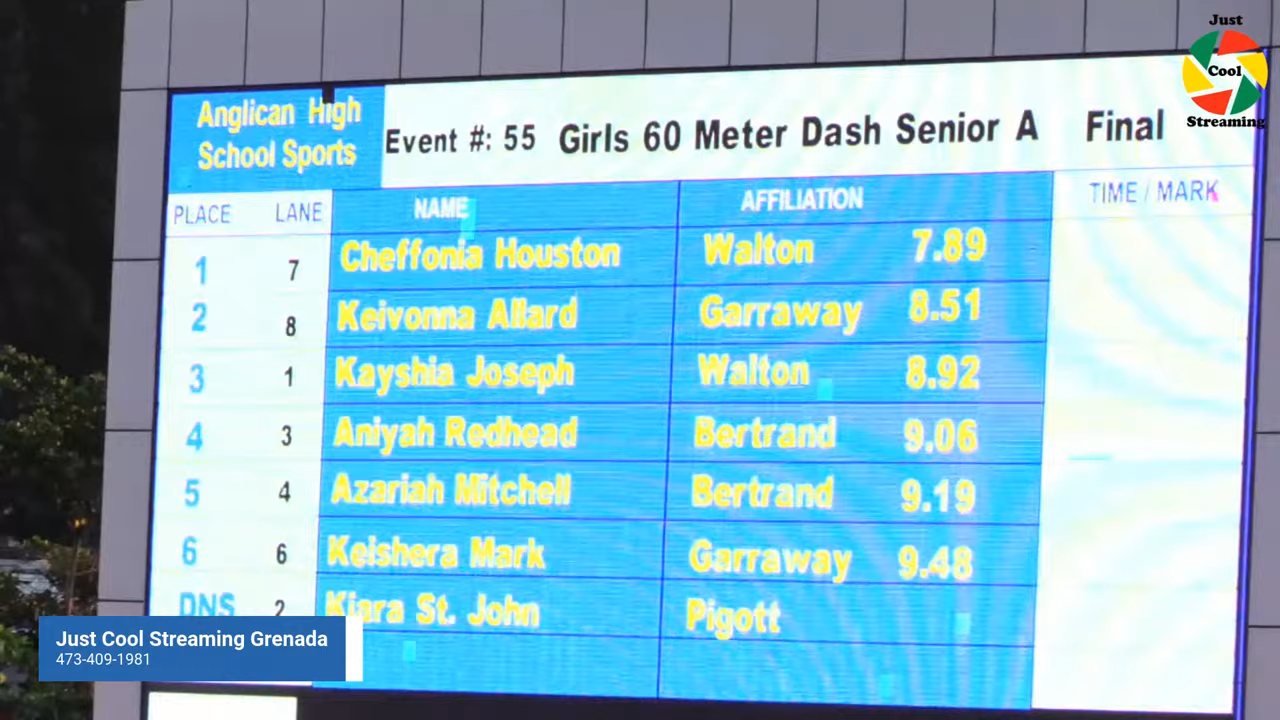 Just
Cool
Streaming
Anglican High
School Sports
Event #: 55 Girls 60 Meter Dash Senior A Final
PLACE LANE NAME AFFILIATION TIME / MARK
1 7 Cheffonia Houston Walton 7.89
2 8 Keivonna Allard Garraway 8.51
3 1 Kayshia Joseph Walton 8.92
4 3 Aniyah Redhead Bertrand 9.06
5 4 Azariah Mitchell Bertrand 9.19
6 6 Keishera Mark Garraway 9.48
DNS 2 Kiara St. John Pigott
Just Cool Streaming Grenada
473-409-1981